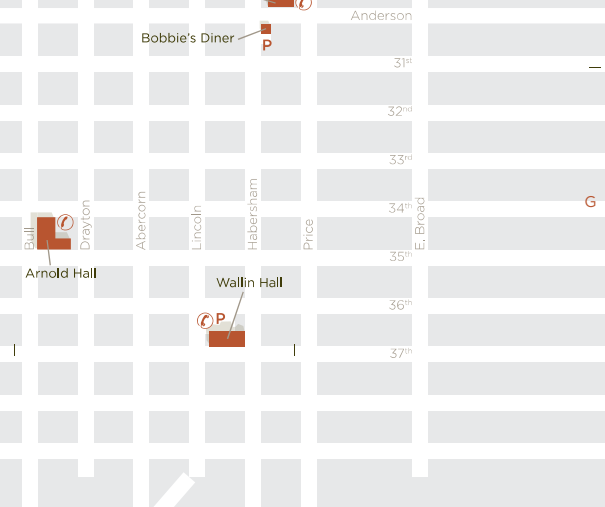 Anderson
Bobbie's Diner
P
31st
32nd
33rd
34th
G
Bull
Drayton
Abercorn
Lincoln
Habersham
Price
E. Broad
35th
Arnold Hall
Wallin Hall
36th
P
37th